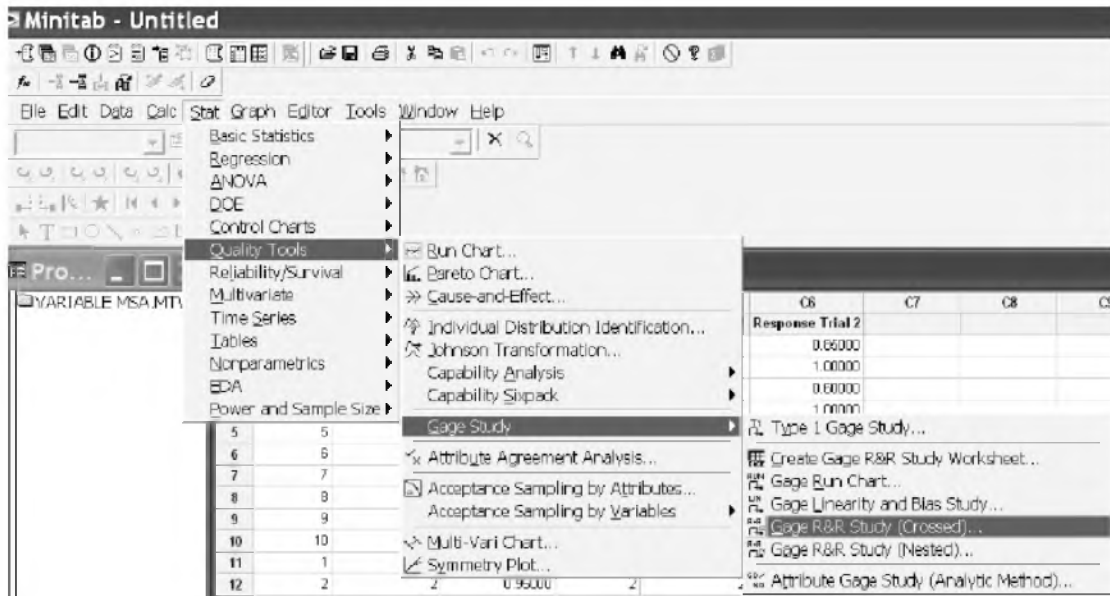 Minitab - Untitled
File Edit Data Calc Stat Graph Editor Tools Window Help
Basic Statistics
Regression
ANOVA
DOE
Control Charts
Quality Tools
Reliability/Survival
Multivariate
Time Series
Tables
Nonparametrics
EDA
Power and Sample Size
Run Chart...
Pareto Chart...
Cause-and-Effect...
Individual Distribution Identification...
Johnson Transformation...
Capability Analysis
Capability Sixpack
Gage Study
Attribute Agreement Analysis...
Acceptance Sampling by Attributes...
Acceptance Sampling by Variables
Multi-Vari Chart...
Symmetry Plot...
Type 1 Gage Study...
Create Gage R&R Study Worksheet...
Gage Run Chart...
Gage Linearity and Bias Study...
Gage R&R Study (Crossed)...
Gage R&R Study (Nested)...
Attribute Gage Study (Analytic Method)...
Pro...
VARIABLE MSA.MTW
C6 C7 C8
Response Trial 2
1.00000
0.60000
1.00000
5 5
6 6
7 7
8 8
9 9
10 10
11 1
12 2 2 0.95000 2